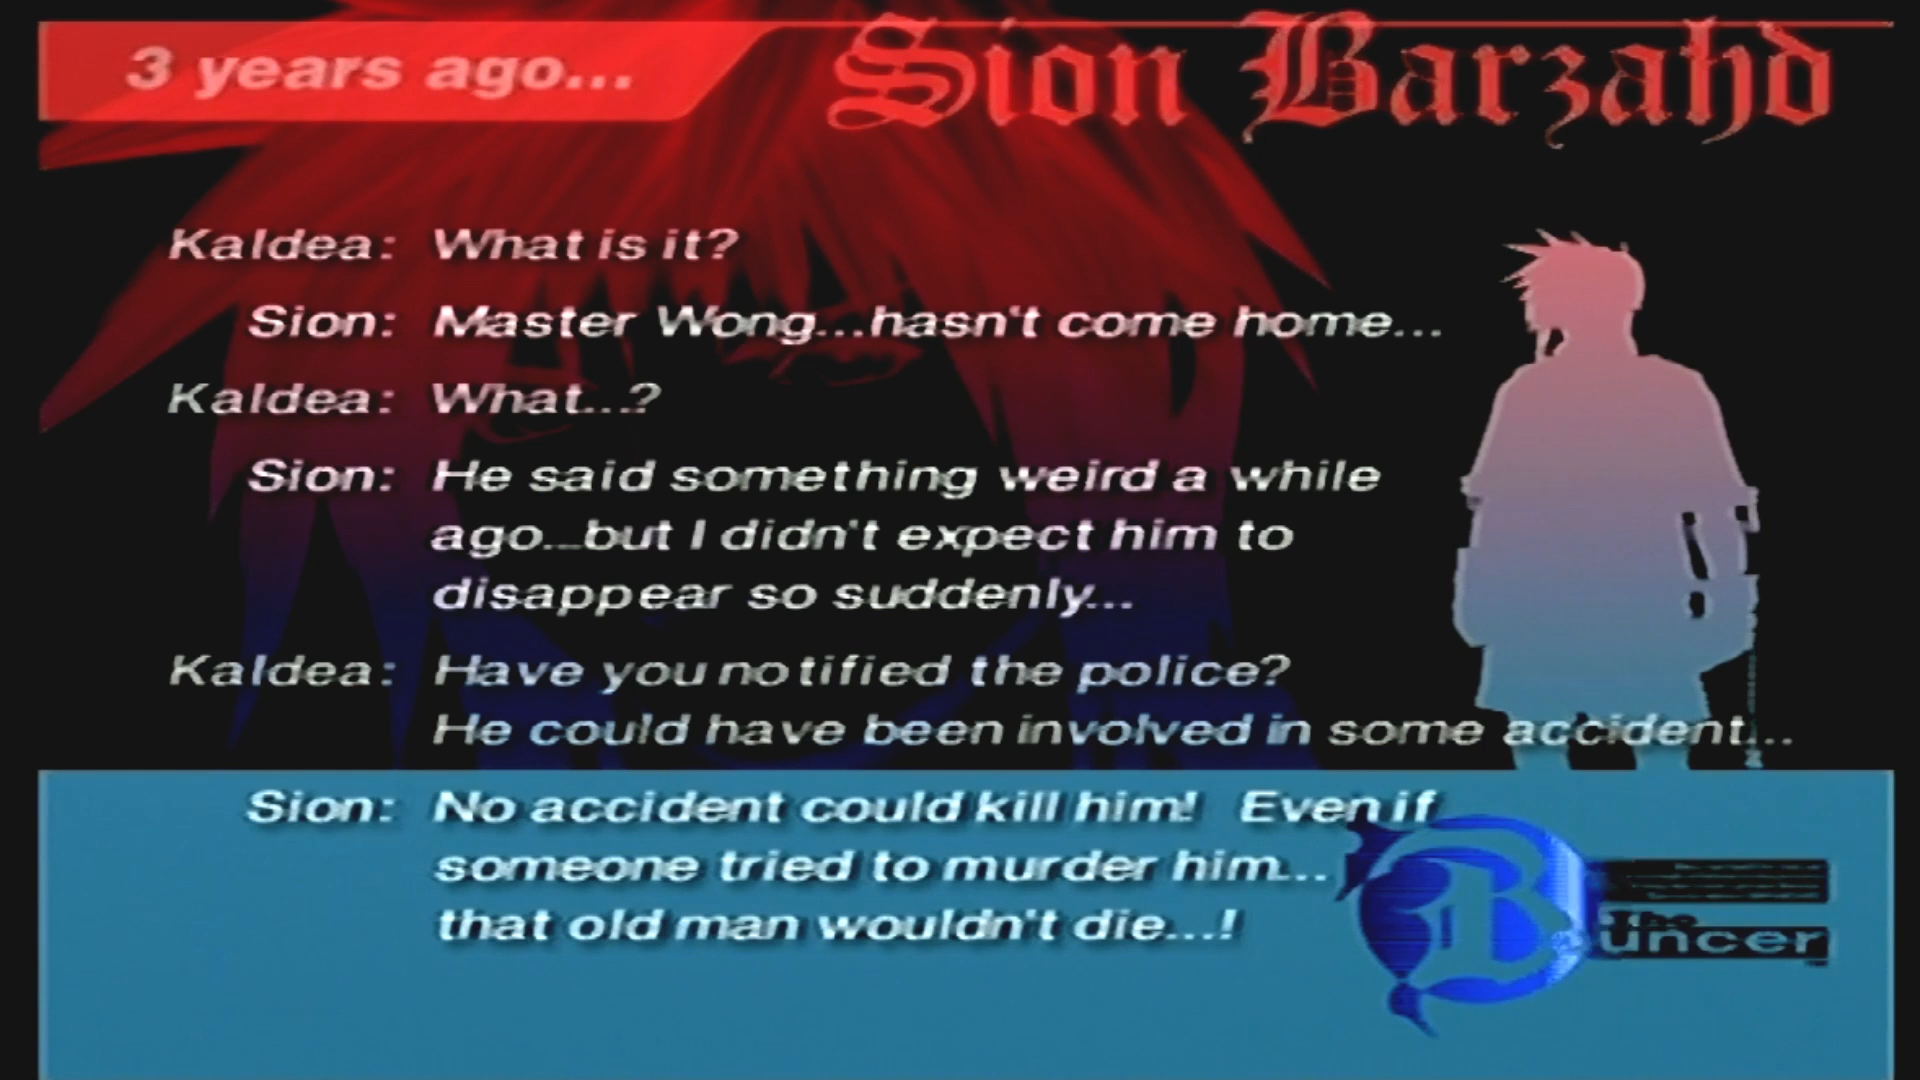 3 years ago...
Sion Barzahd
Kaldea: What is it?
Sion: Master Wong...hasn't come home...
Kaldea: What...?
Sion: He said something weird a while
ago...but I didn't expect him to
disappear so suddenly...
Kaldea: Have you notified the police?
He could have been involved in some accident...
Sion: No accident could kill him! Even if
someone tried to murder him...
that old man wouldn't die...!
the
Bouncer